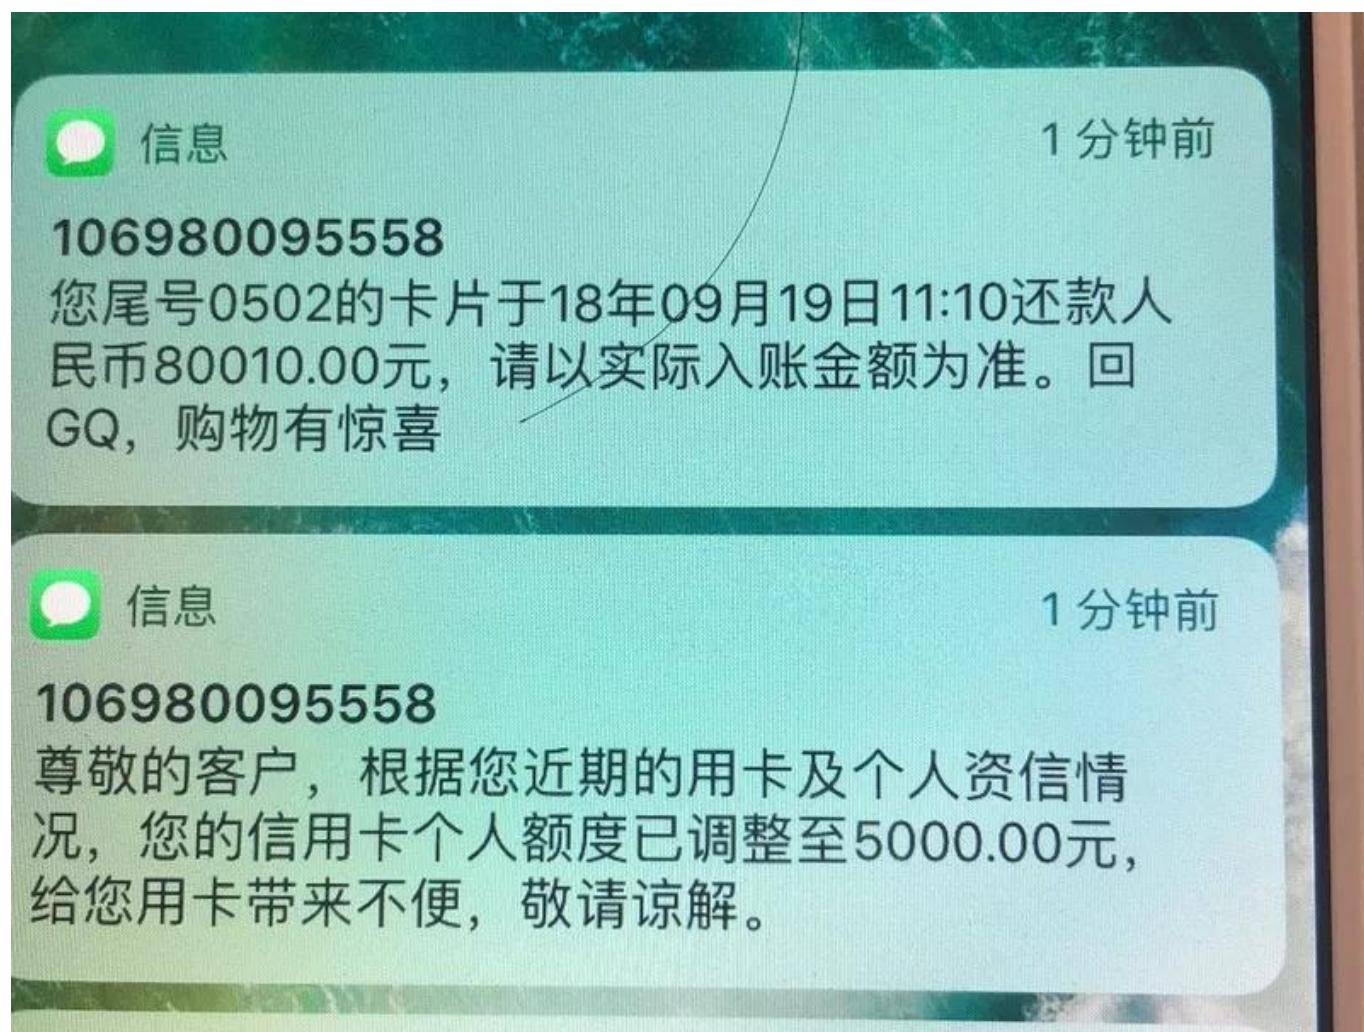 信息 1 分钟前
106980095558
您尾号0502的卡片于18年09月19日11:10还款人
民币80010.00元，请以实际入账金额为准。回
GQ，购物有惊喜
信息 1 分钟前
106980095558
尊敬的客户，根据您近期的用卡及个人资信情
况，您的信用卡个人额度已调整至5000.00元，
给您用卡带来不便，敬请谅解。